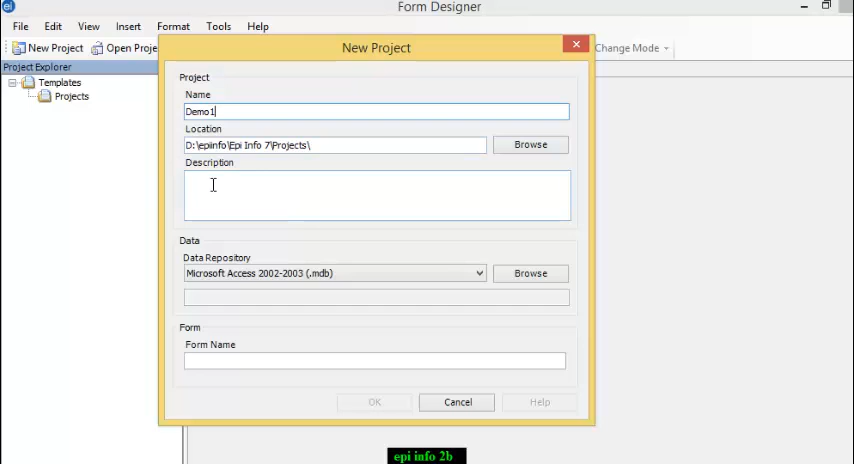 ei
Form Designer
File Edit View Insert Format Tools Help
New Project Open Proje
Change Mode
Project Explorer
Templates
Projects
New Project
Project
Name
Demo1
Location
D:\epiinfo\Epi Info 7\Projects\
Browse
Description
Data
Data Repository
Microsoft Access 2002-2003 (.mdb)
Browse
Form
Form Name
OK Cancel Help
epi info 2b